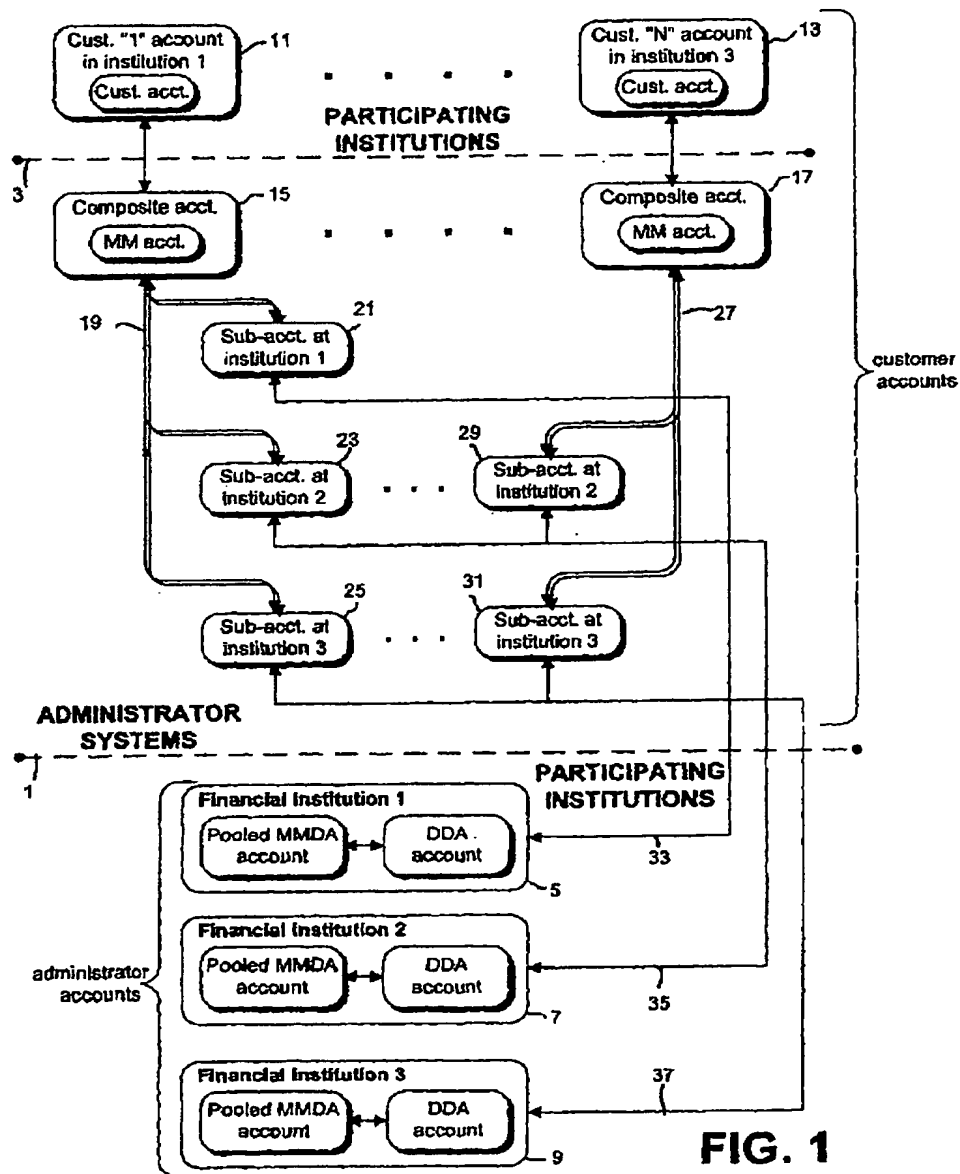 Cust. "1" account
in institution 1
Cust. acct.
11
Cust. "N" account
in institution 3
Cust. acct.
13
PARTICIPATING
INSTITUTIONS
3
Composite acct.
MM acct.
15
Composite acct.
MM acct.
17
19
21
Sub-acct. at
institution 1
27
customer
accounts
23
Sub-acct. at
institution 2
29
Sub-acct. at
institution 2
25
Sub-acct. at
institution 3
31
Sub-acct. at
institution 3
ADMINISTRATOR
SYSTEMS
1
PARTICIPATING
INSTITUTIONS
Financial Institution 1
Pooled MMDA
account
DDA
account
33
5
Financial Institution 2
Pooled MMDA
account
DDA
account
35
7
administrator
accounts
Financial Institution 3
Pooled MMDA
account
DDA
account
37
9
FIG. 1